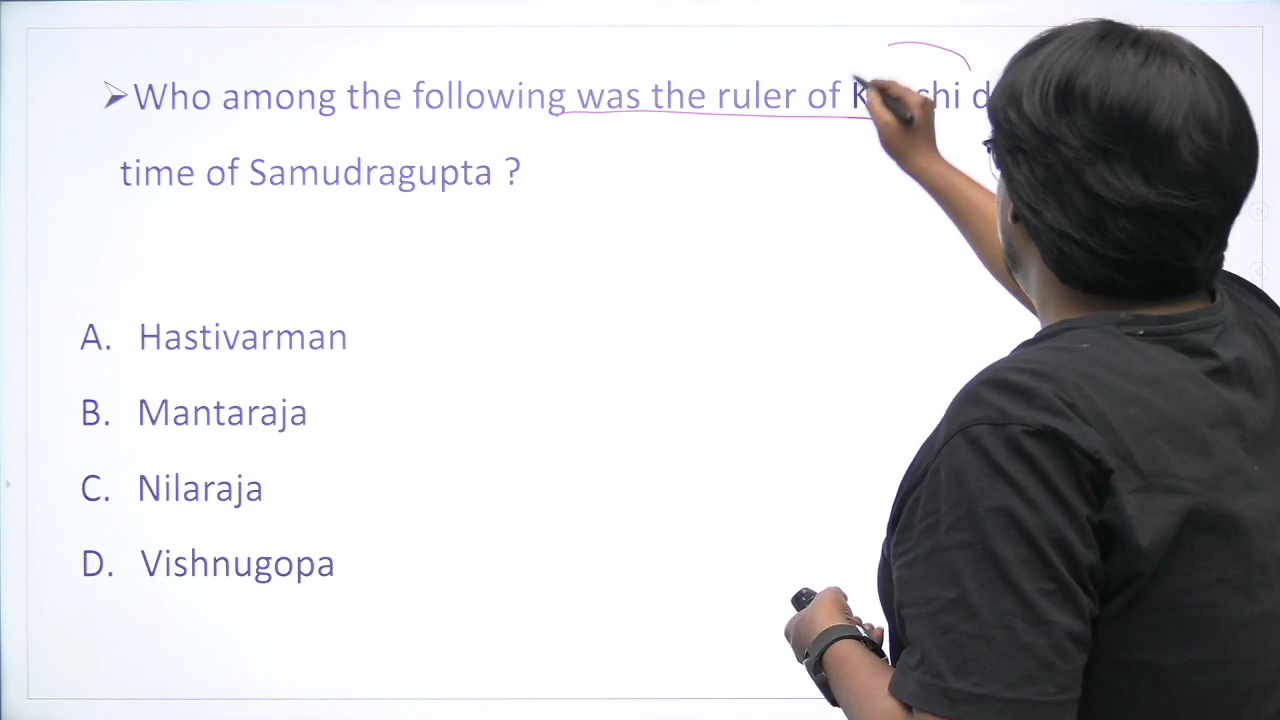 ➢Who among the following was the ruler of
time of Samudragupta ?
A. Hastivarman
B. Mantaraja
C. Nilaraja
D. Vishnugopa